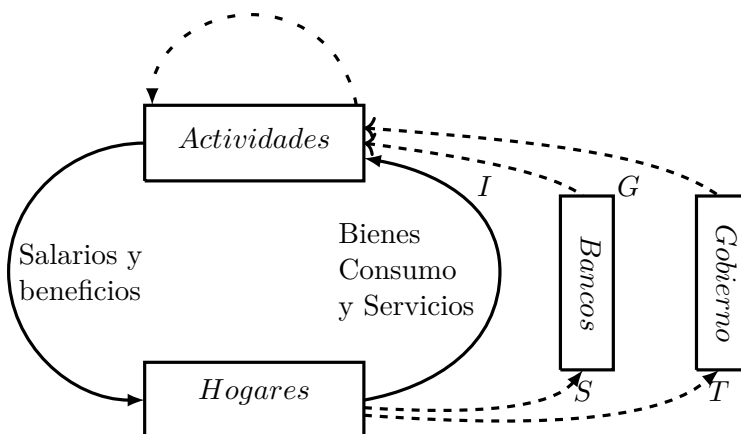 Actividades
Salarios y
beneficios
Bienes
Consumo
y Servicios
I
G
Bancos
Gobierno
Hogares
S
T